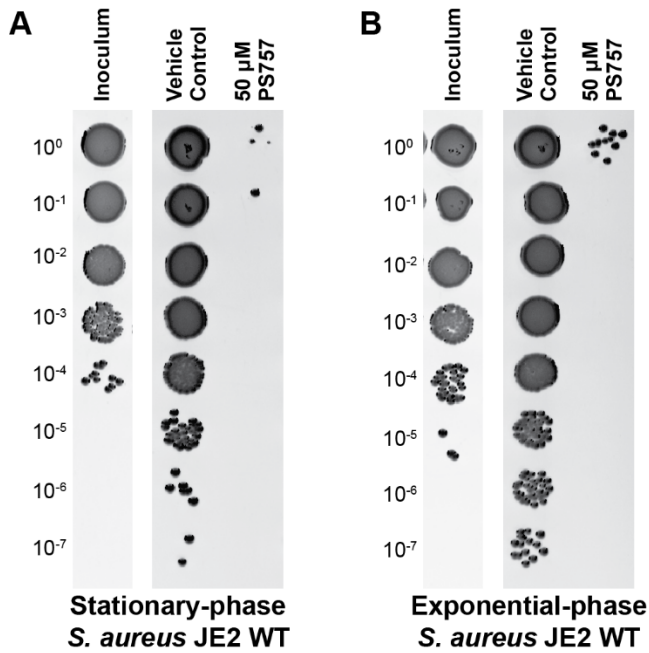 A
Inoculum
Vehicle
Control
50 µM
PS757
10⁰
10⁻¹
10⁻²
10⁻³
10⁻⁴
10⁻⁵
10⁻⁶
10⁻⁷
Stationary-phase
S. aureus JE2 WT
B
Inoculum
Vehicle
Control
50 µM
PS757
10⁰
10⁻¹
10⁻²
10⁻³
10⁻⁴
10⁻⁵
10⁻⁶
10⁻⁷
Exponential-phase
S. aureus JE2 WT